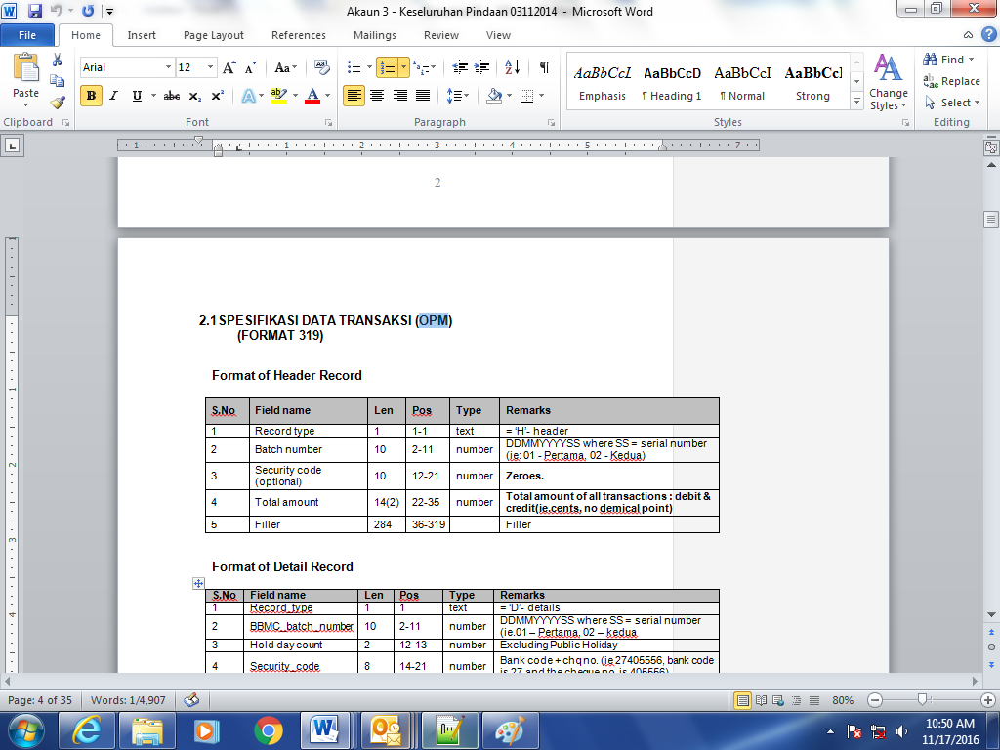 Akaun 3 - Keseluruhan Pindaan 03112014 - Microsoft Word
File Home Insert Page Layout References Mailings Review View
Paste
Arial 12
B I U abc x₂ x²
AaBbCcI AaBbCcD AaBbCcI AaBbCcI
Emphasis ¶ Heading 1 ¶ Normal Strong
Change Styles
Find
Replace
Select
Clipboard Font Paragraph Styles Editing
1 1 2 3 4 5 7
2
2.1 SPESIFIKASI DATA TRANSAKSI (OPM)
(FORMAT 319)
Format of Header Record
S.No Field name Len Pos Type Remarks
1 Record type 1 1-1 text = ‘H’- header
2 Batch number 10 2-11 number DDMMYYYYSS where SS = serial number
(ie: 01 - Pertama, 02 - Kedua)
3 Security code (optional) 10 12-21 number Zeroes.
4 Total amount 14(2) 22-35 number Total amount of all transactions : debit &
credit(ie.cents, no demical point)
5 Filler 284 36-319 Filler
Format of Detail Record
S.No Field name Len Pos Type Remarks
1 Record_type 1 1 text = ‘D’- details
2 BBMC_batch_number 10 2-11 number DDMMYYYYSS where SS = serial number
(ie.01 – Pertama, 02 – kedua
3 Hold day count 2 12-13 number Excluding Public Holiday
4 Security_code 8 14-21 number Bank code + chq no. (ie 27405556, bank code
is 27 and the cheque no. is 405556)
Page: 4 of 35 Words: 1/4,907 80%
10:50 AM
11/17/2016